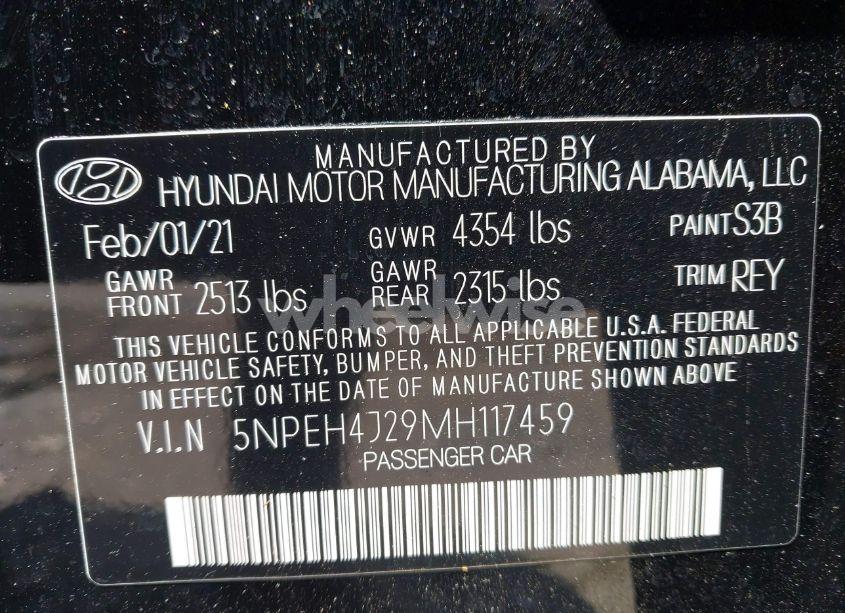 MANUFACTURED BY
HYUNDAI MOTOR MANUFACTURING ALABAMA, LLC
Feb/01/21 GVWR 4354 lbs PAINT S3B
GAWR FRONT 2513 lbs GAWR REAR 2315 lbs TRIM REY
wheelwise
THIS VEHICLE CONFORMS TO ALL APPLICABLE U.S.A. FEDERAL
MOTOR VEHICLE SAFETY, BUMPER, AND THEFT PREVENTION STANDARDS
IN EFFECT ON THE DATE OF MANUFACTURE SHOWN ABOVE
V.I.N 5NPEH4J29MH117459
PASSENGER CAR